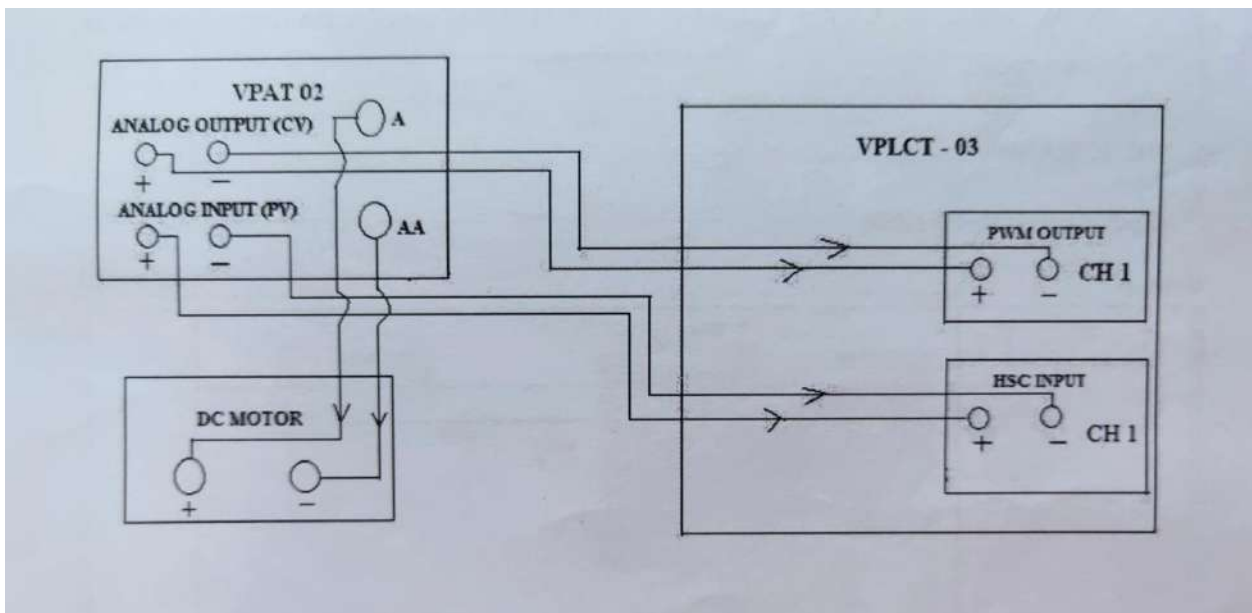 VPAT 02
A
ANALOG OUTPUT (CV)
+ −
ANALOG INPUT (PV)
AA
+ −
DC MOTOR
+ −
VPLCT - 03
PWM OUTPUT
+ − CH 1
HSC INPUT
+ − CH 1